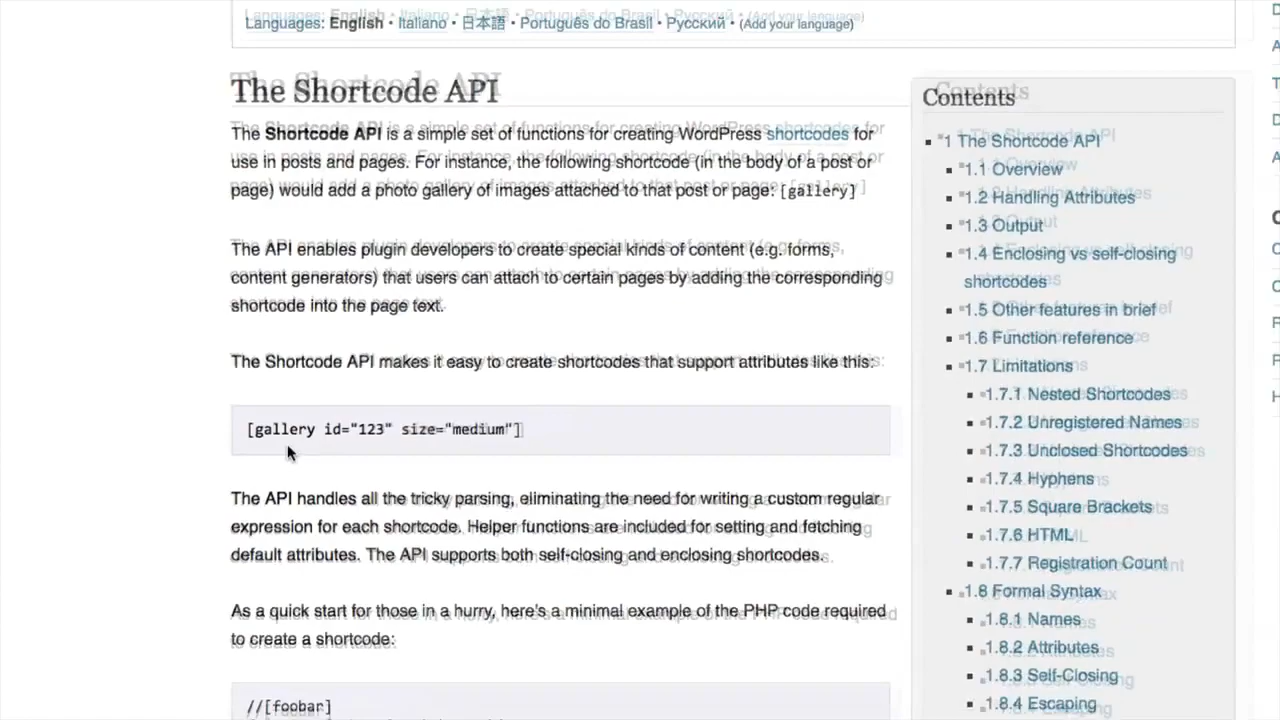 Languages: English • Italiano • 日本語 • Português do Brasil • Русский • (Add your language)
The Shortcode API
The Shortcode API is a simple set of functions for creating WordPress shortcodes for
use in posts and pages. For instance, the following shortcode (in the body of a post or
page) would add a photo gallery of images attached to that post or page: [gallery]
The API enables plugin developers to create special kinds of content (e.g. forms,
content generators) that users can attach to certain pages by adding the corresponding
shortcode into the page text.
The Shortcode API makes it easy to create shortcodes that support attributes like this:
[gallery id="123" size="medium"]
The API handles all the tricky parsing, eliminating the need for writing a custom regular
expression for each shortcode. Helper functions are included for setting and fetching
default attributes. The API supports both self-closing and enclosing shortcodes.
As a quick start for those in a hurry, here's a minimal example of the PHP code required
to create a shortcode:
//[foobar]
Contents
1 The Shortcode API
1.1 Overview
1.2 Handling Attributes
1.3 Output
1.4 Enclosing vs self-closing
shortcodes
1.5 Other features in brief
1.6 Function reference
1.7 Limitations
1.7.1 Nested Shortcodes
1.7.2 Unregistered Names
1.7.3 Unclosed Shortcodes
1.7.4 Hyphens
1.7.5 Square Brackets
1.7.6 HTML
1.7.7 Registration Count
1.8 Formal Syntax
1.8.1 Names
1.8.2 Attributes
1.8.3 Self-Closing
1.8.4 Escaping